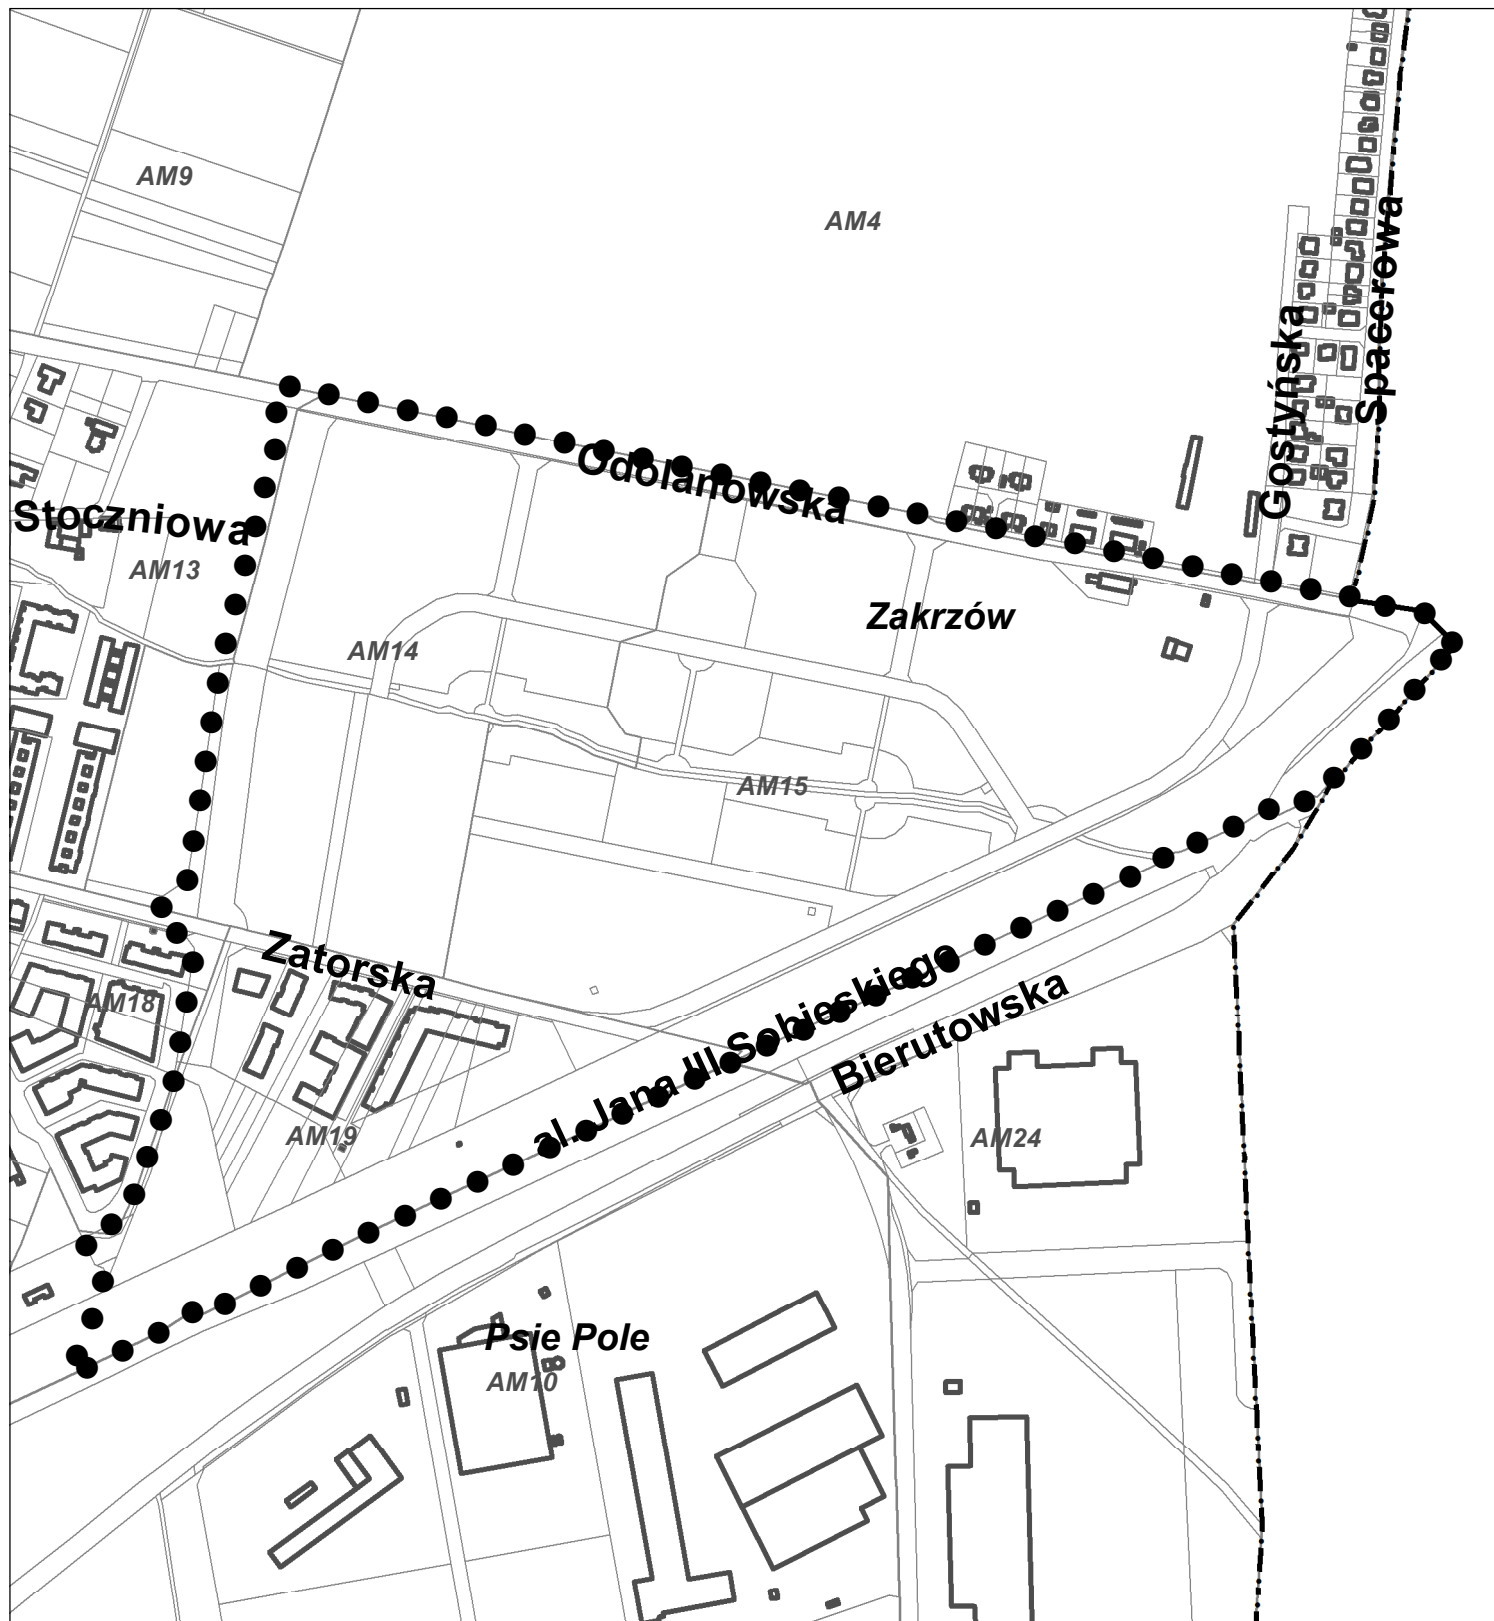 AM9
AM4
Spacerowa
Gostyńska
Odolanowska
Stoczniowa
AM13
Zakrzów
AM14
AM15
Zatorska
AM18
al. Jana III Sobieskiego
Bierutowska
AM19
AM24
Psie Pole
AM10